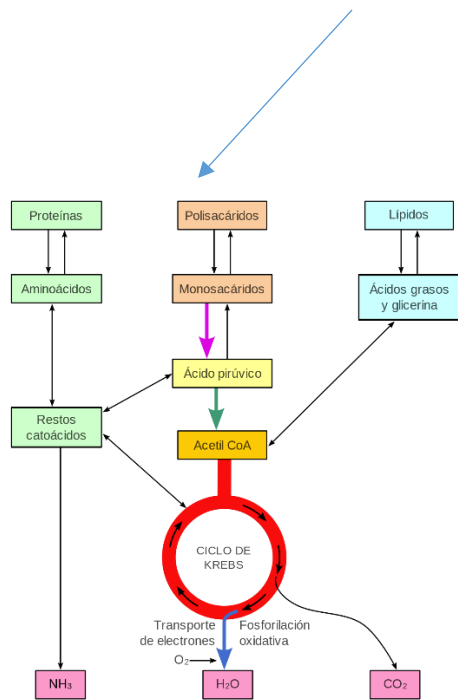 Proteínas
Polisacáridos
Lípidos
Aminoácidos
Monosacáridos
Ácidos grasos
y glicerina
Ácido pirúvico
Restos
catoácidos
Acetil CoA
CICLO DE
KREBS
Transporte
de electrones
Fosforilación
oxidativa
O₂
NH₃
H₂O
CO₂